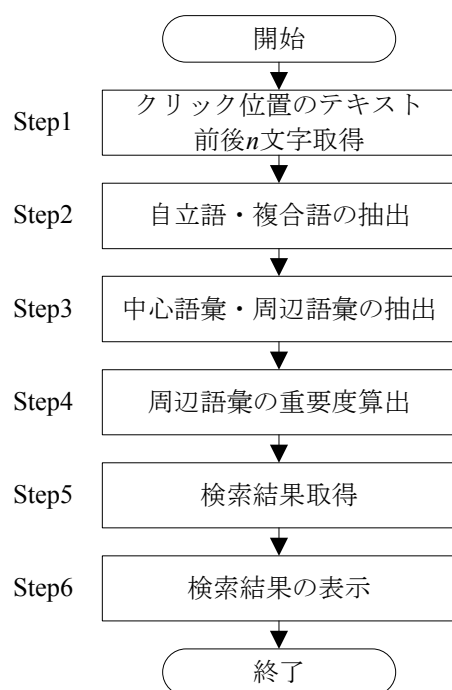 開始
Step1
クリック位置のテキスト
前後n文字取得
Step2
自立語・複合語の抽出
Step3
中心語彙・周辺語彙の抽出
Step4
周辺語彙の重要度算出
Step5
検索結果取得
Step6
検索結果の表示
終了